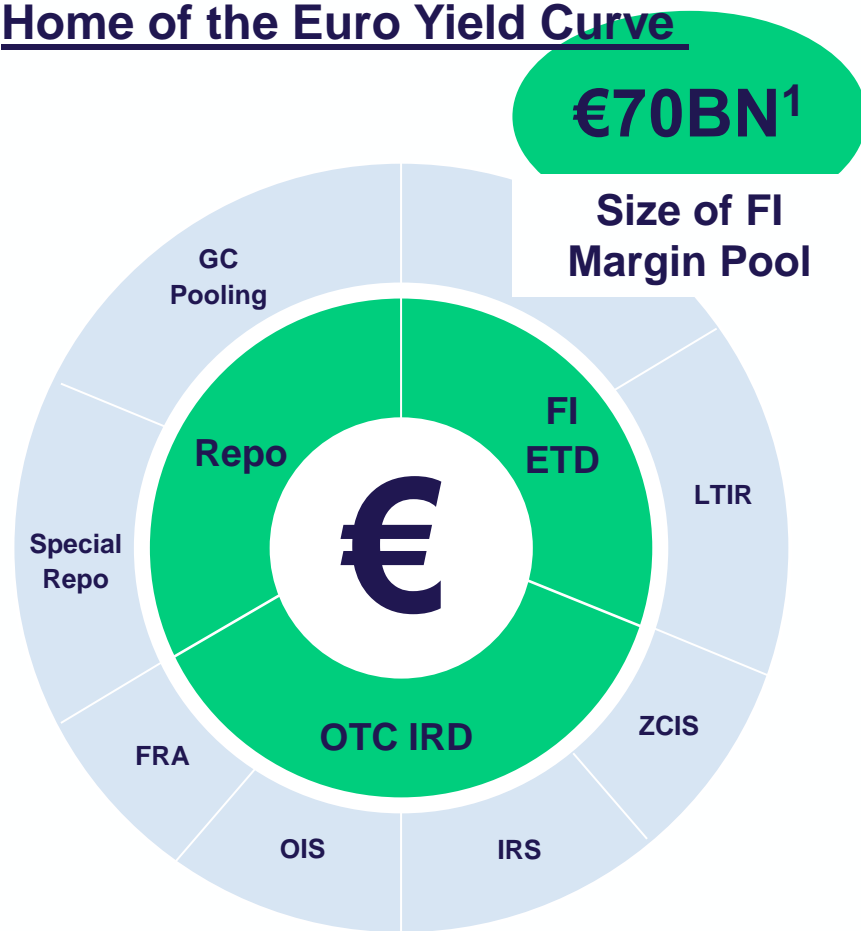 Home of the Euro Yield Curve
€70BN¹
Size of FI
Margin Pool
GC
Pooling
Repo
FI
ETD
€
LTIR
Special
Repo
OTC IRD
ZCIS
FRA
OIS
IRS